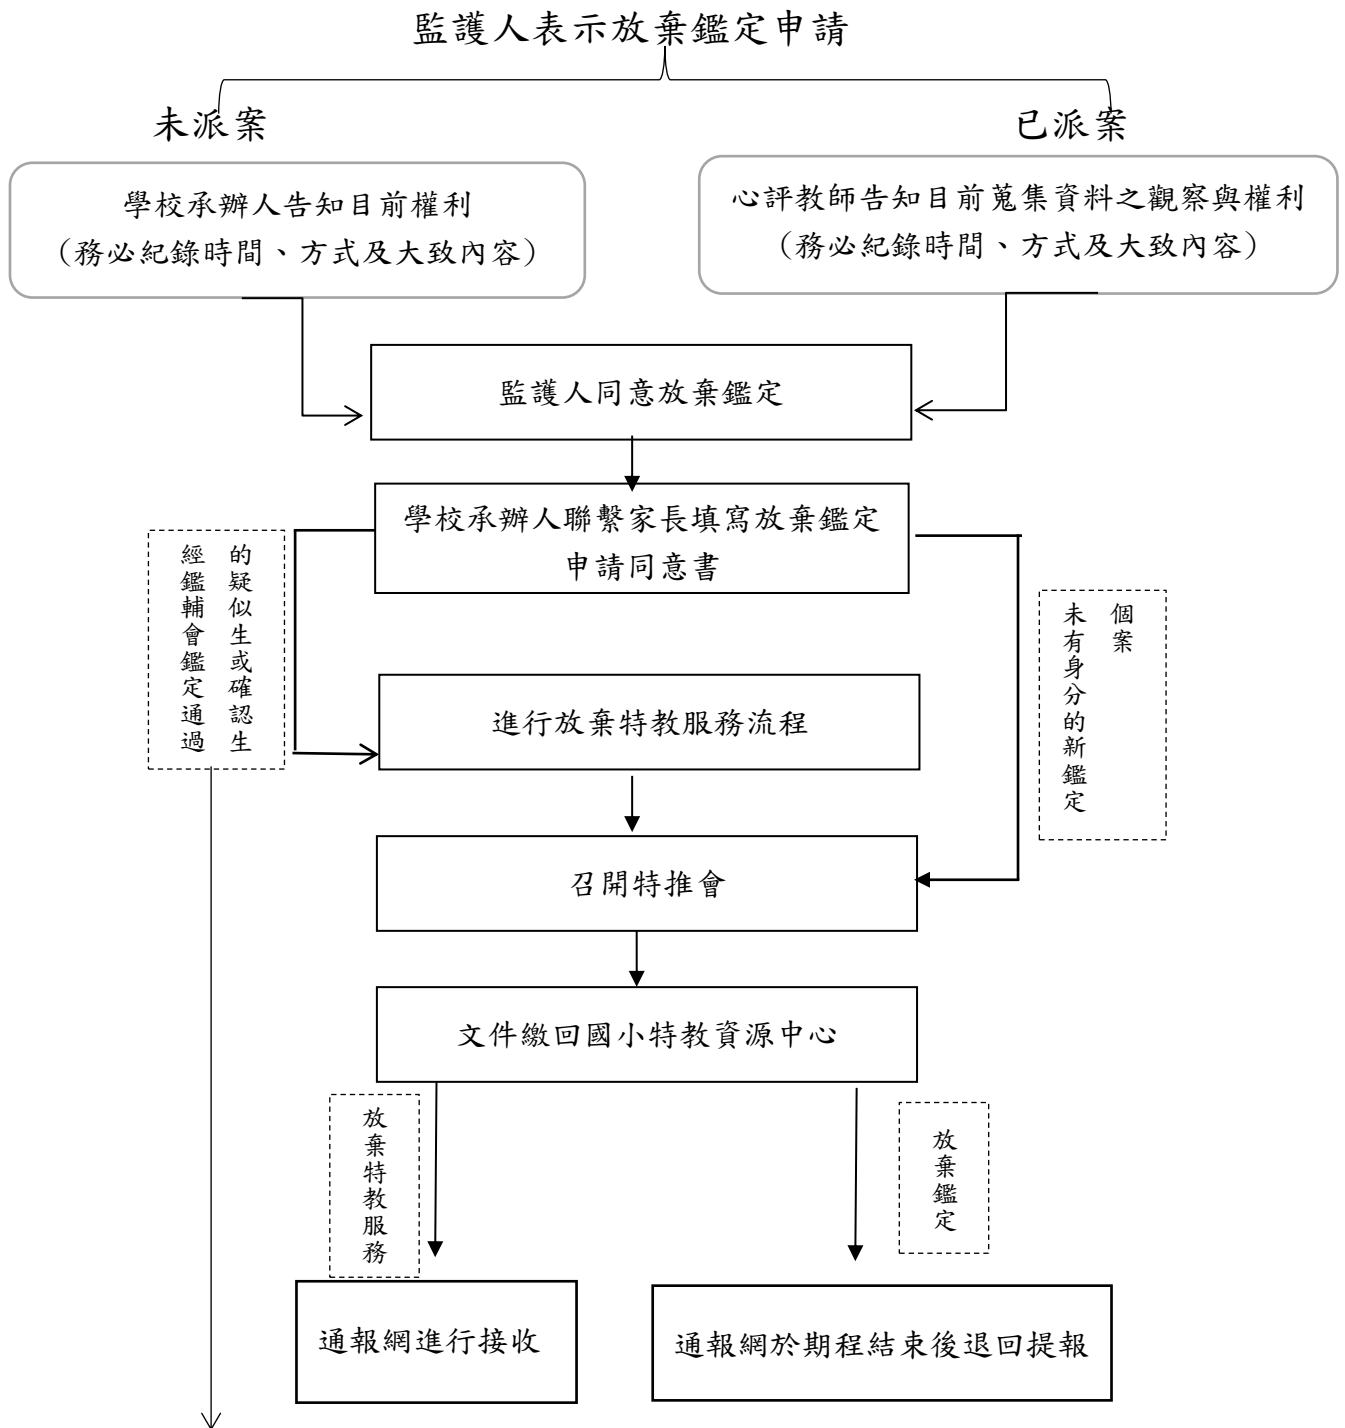 監護人表示放棄鑑定申請
未派案
已派案
學校承辦人告知目前權利
（務必紀錄時間、方式及大致內容）
心評教師告知目前蒐集資料之觀察與權利
（務必紀錄時間、方式及大致內容）
監護人同意放棄鑑定
學校承辦人聯繫家長填寫放棄鑑定
申請同意書
經鑑輔會鑑定通過
的疑似生或確認生
未有身分的新鑑定
個案
進行放棄特教服務流程
召開特推會
文件繳回國小特教資源中心
放棄特教服務
放棄鑑定
通報網進行接收
通報網於期程結束後退回提報